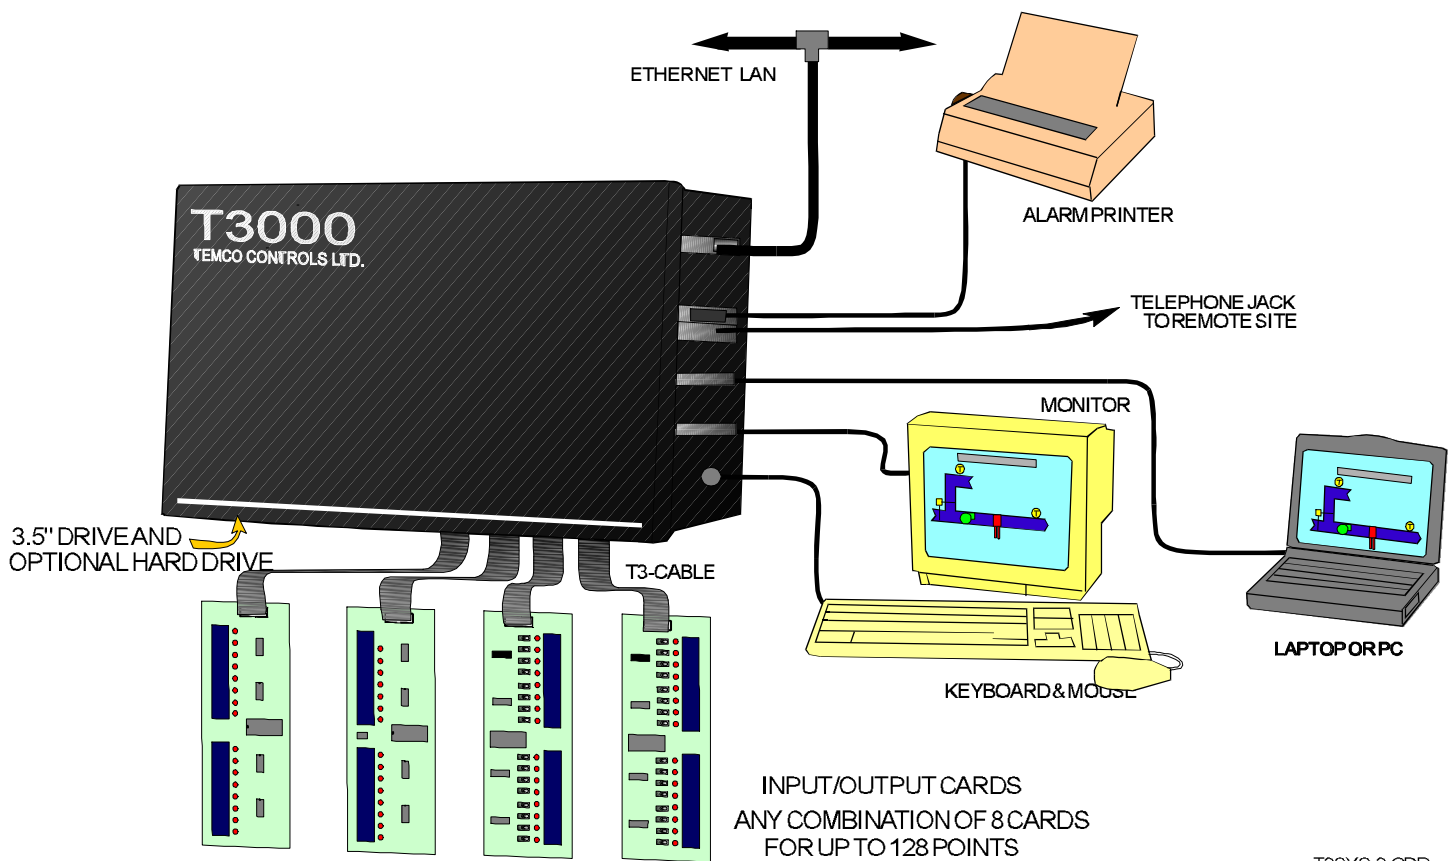 ETHERNET LAN
ALARM PRINTER
T3000
TEMCO CONTROLS LTD.
TELEPHONE JACK
TO REMOTE SITE
MONITOR
3.5" DRIVE AND
OPTIONAL HARD DRIVE
T3-CABLE
LAPTOP OR PC
KEYBOARD & MOUSE
INPUT/OUTPUT CARDS
ANY COMBINATION OF 8 CARDS
FOR UP TO 128 POINTS